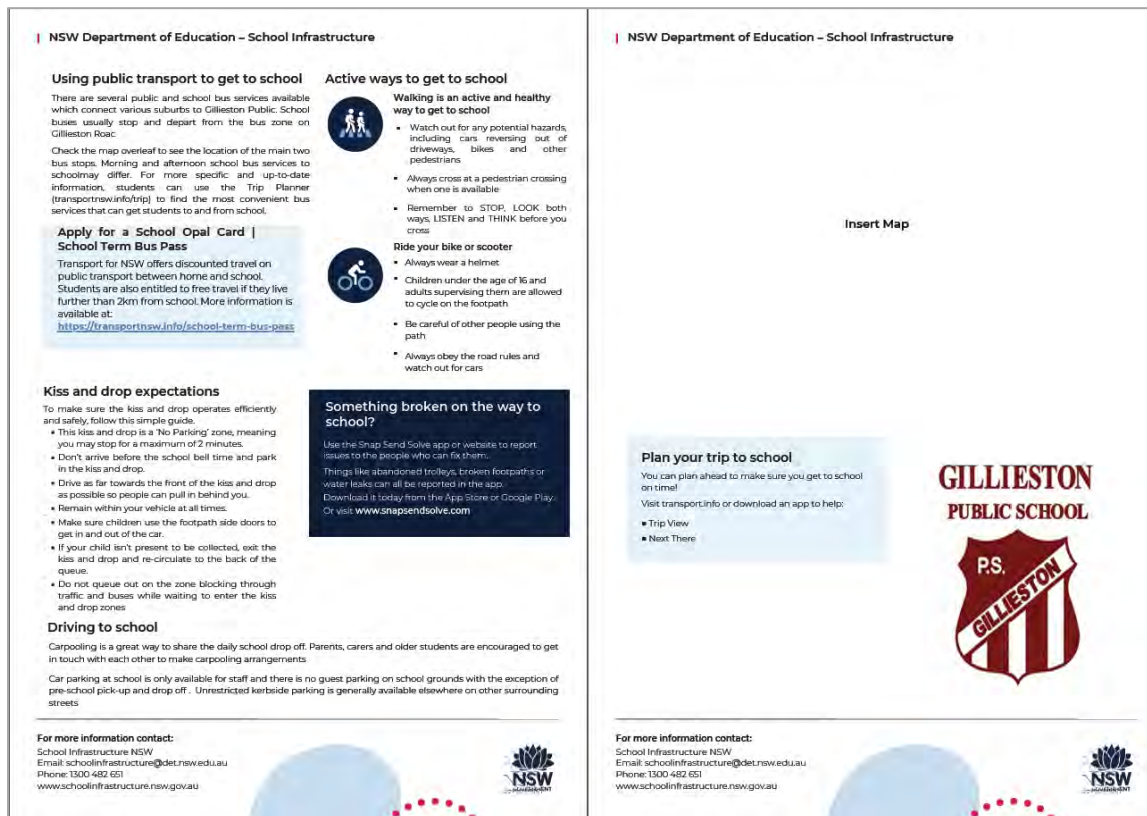 NSW Department of Education – School Infrastructure
Using public transport to get to school
There are several public and school bus services available
which connect various suburbs to Gillieston Public. School
buses usually stop and depart from the bus zone on
Gillieston Roac
Check the map overleaf to see the location of the main two
bus stops. Morning and afternoon school bus services to
schoolmay differ. For more specific and up-to-date
information, students can use the Trip Planner
(transportnsw.info/trip) to find the most convenient bus
services that can get students to and from school.
Apply for a School Opal Card |
School Term Bus Pass
Transport for NSW offers discounted travel on
public transport between home and school.
Students are also entitled to free travel if they live
further than 2km from school. More information is
available at:
https://transportnsw.info/school-term-bus-pass
Active ways to get to school
Walking is an active and healthy
way to get to school
▪ Watch out for any potential hazards,
including cars reversing out of
driveways, bikes and other
pedestrians
▪ Always cross at a pedestrian crossing
when one is available
▪ Remember to STOP, LOOK both
ways, LISTEN and THINK before you
cross
Ride your bike or scooter
▪ Always wear a helmet
▪ Children under the age of 16 and
adults supervising them are allowed
to cycle on the footpath
▪ Be careful of other people using the
path
▪ Always obey the road rules and
watch out for cars
Kiss and drop expectations
To make sure the kiss and drop operates efficiently
and safely, follow this simple guide.
• This kiss and drop is a 'No Parking' zone, meaning
you may stop for a maximum of 2 minutes.
• Don't arrive before the school bell time and park
in the kiss and drop.
• Drive as far towards the front of the kiss and drop
as possible so people can pull in behind you.
• Remain within your vehicle at all times.
• Make sure children use the footpath side doors to
get in and out of the car.
• If your child isn't present to be collected, exit the
kiss and drop and re-circulate to the back of the
queue.
• Do not queue out on the zone blocking through
traffic and buses while waiting to enter the kiss
and drop zones
Something broken on the way to
school?
Use the Snap Send Solve app or website to report
issues to the people who can fix them.
Things like abandoned trolleys, broken footpaths or
water leaks can all be reported in the app.
Download it today from the App Store or Google Play.
Or visit www.snapsendsolve.com
Driving to school
Carpooling is a great way to share the daily school drop off. Parents, carers and older students are encouraged to get
in touch with each other to make carpooling arrangements
Car parking at school is only available for staff and there is no guest parking on school grounds with the exception of
pre-school pick-up and drop off . Unrestricted kerbside parking is generally available elsewhere on other surrounding
streets
For more information contact:
School Infrastructure NSW
Email: schoolinfrastructure@det.nsw.edu.au
Phone: 1300 482 651
www.schoolinfrastructure.nsw.gov.au
NSW
GOVERNMENT
NSW Department of Education – School Infrastructure
Insert Map
Plan your trip to school
You can plan ahead to make sure you get to school
on time!
Visit transport.info or download an app to help:
▪ Trip View
▪ Next There
GILLIESTON
PUBLIC SCHOOL
P.S.
GILLIESTON
For more information contact:
School Infrastructure NSW
Email: schoolinfrastructure@det.nsw.edu.au
Phone: 1300 482 651
www.schoolinfrastructure.nsw.gov.au
NSW
GOVERNMENT